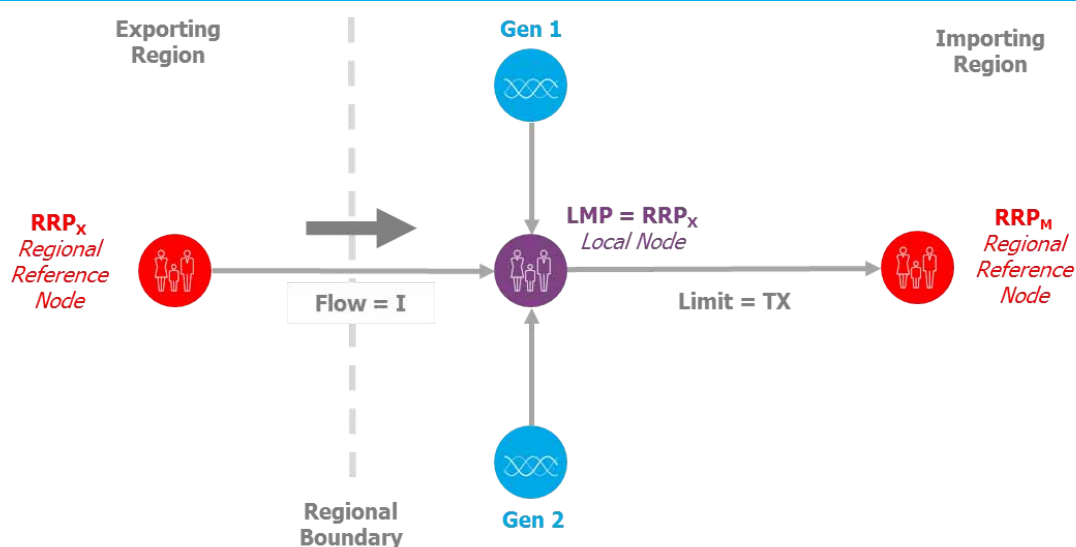 Exporting
Region
Gen 1
Importing
Region
RRPX
Regional
Reference
Node
LMP = RRPX
Local Node
RRPM
Regional
Reference
Node
Flow = I
Limit = TX
Regional
Boundary
Gen 2